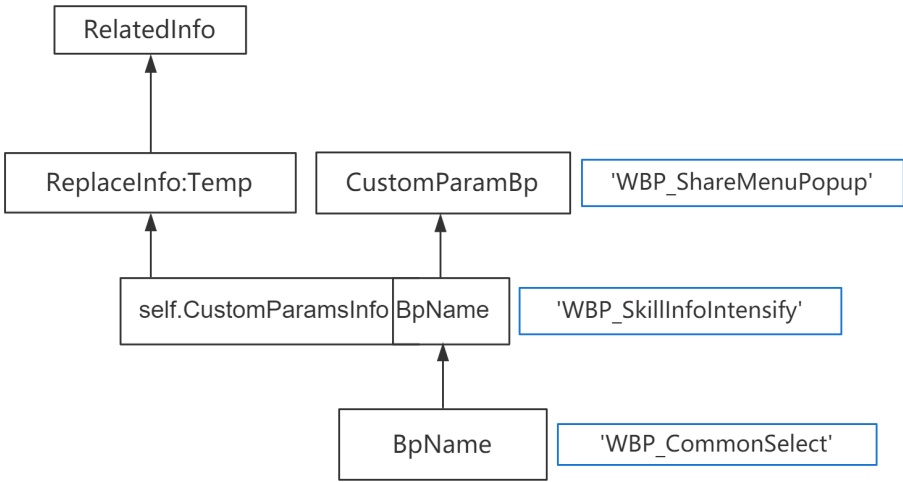 RelatedInfo
ReplaceInfo:Temp
CustomParamBp
'WBP_ShareMenuPopup'
self.CustomParamsInfo
BpName
'WBP_SkillInfoIntensify'
BpName
'WBP_CommonSelect'